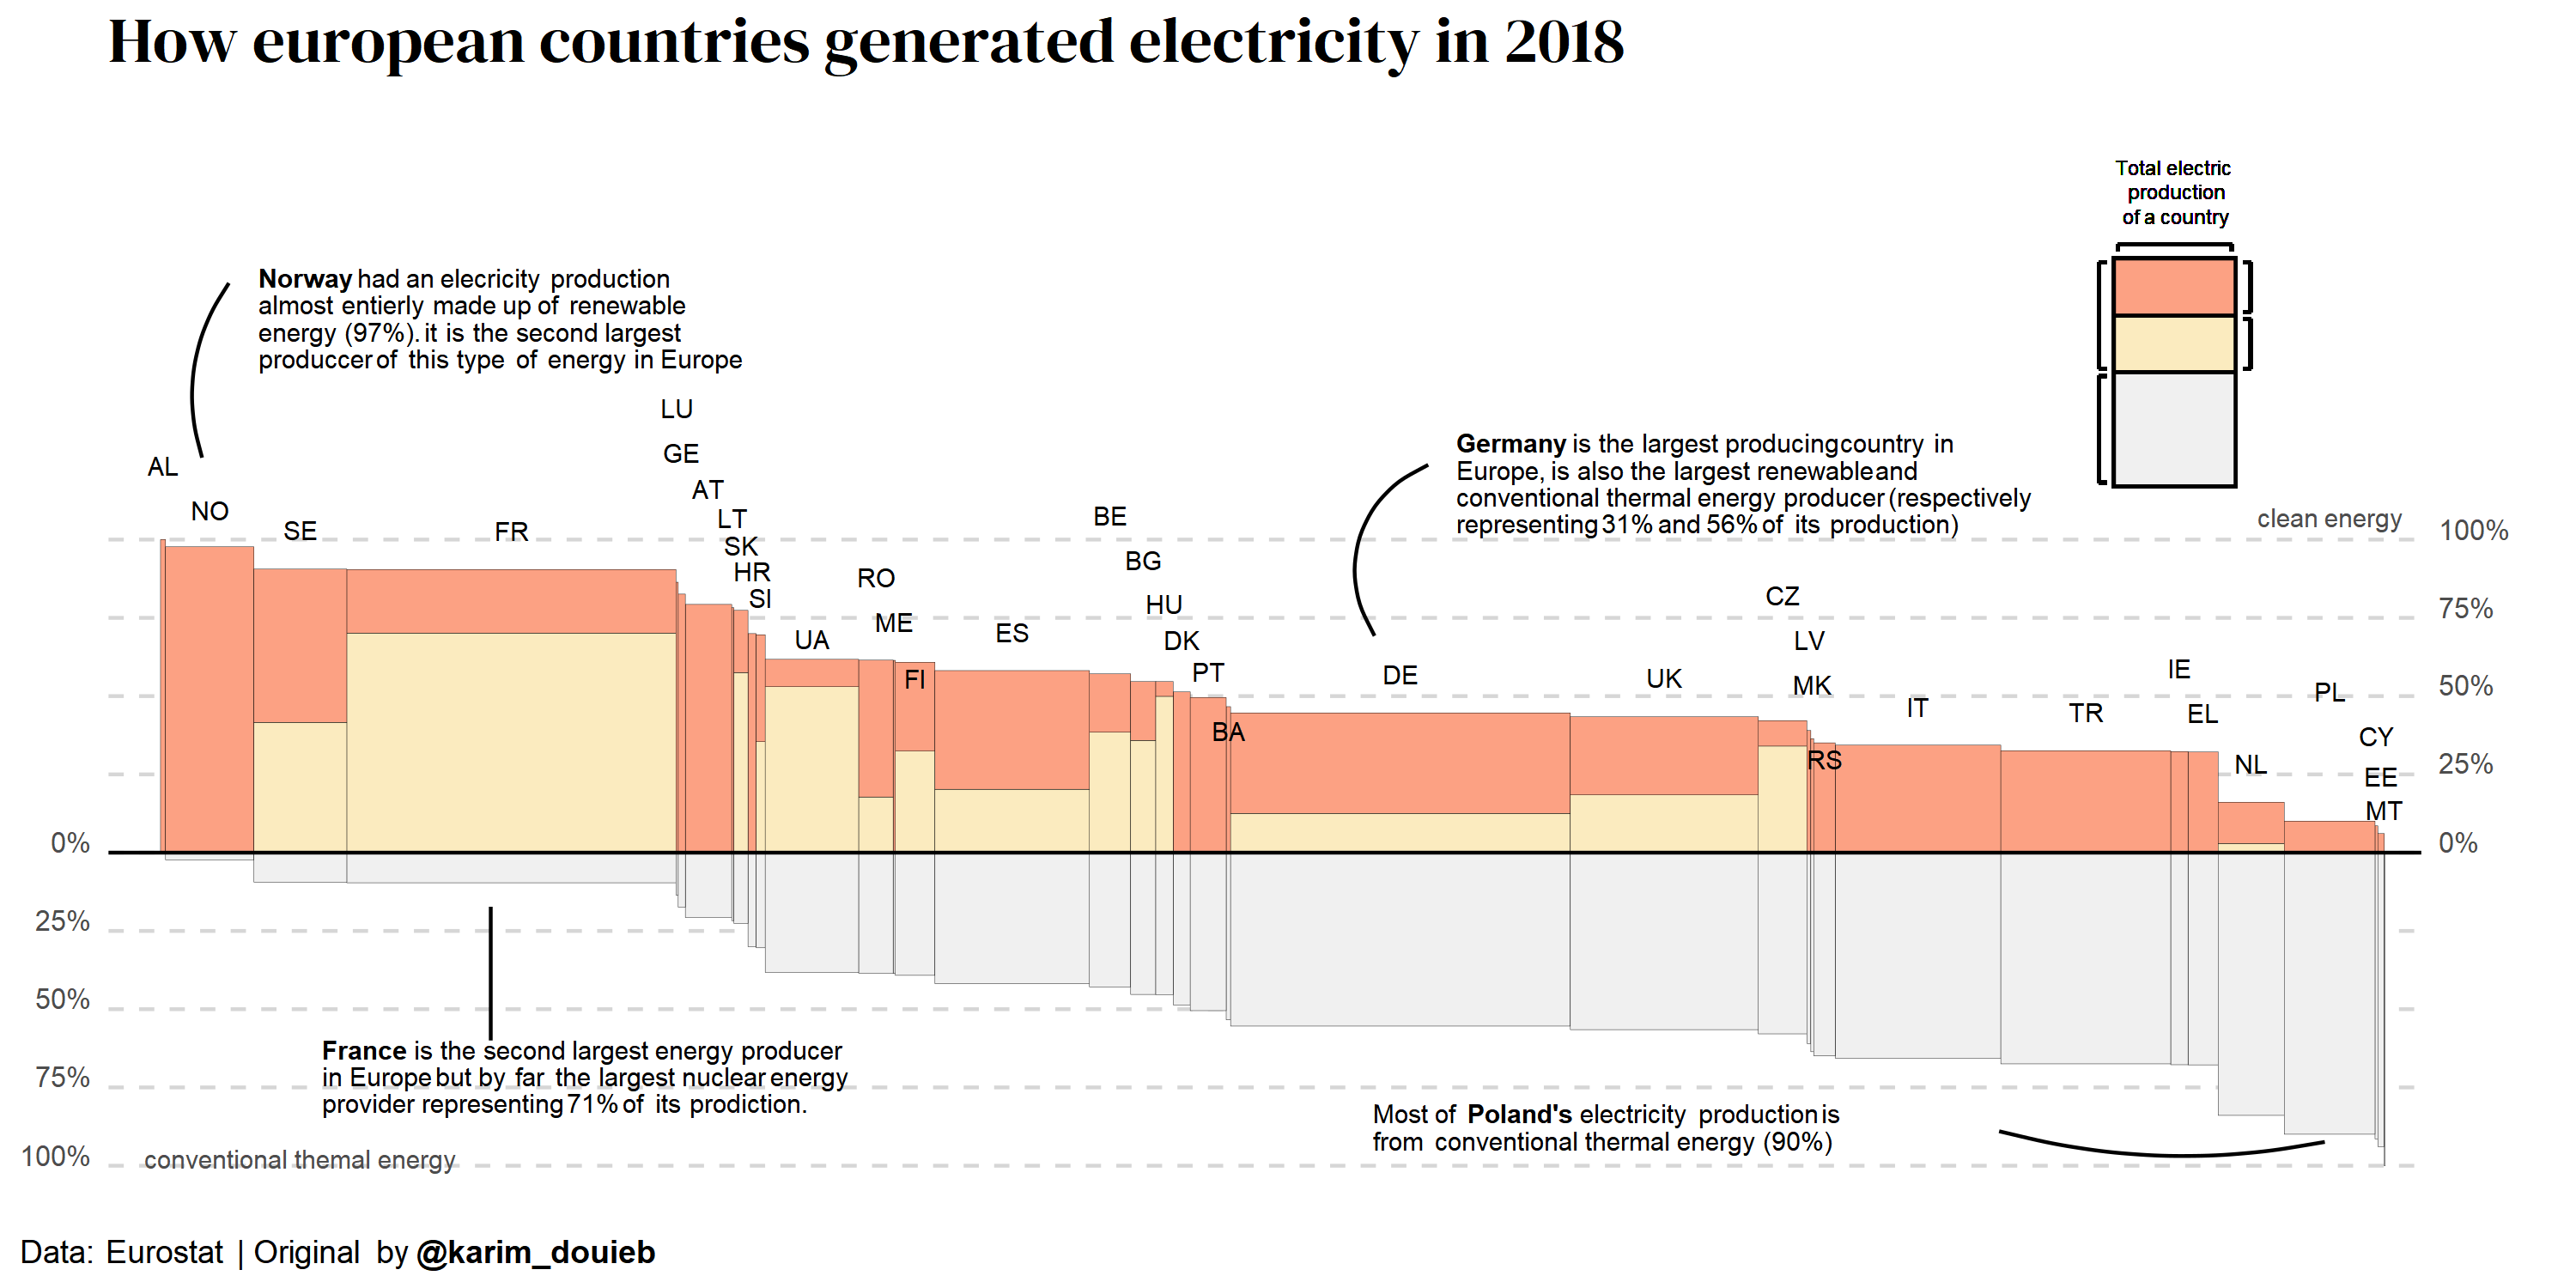 How european countries generated electricity in 2018
Total electric
production
of a country
Norway had an elecricity production
almost entierly made up of renewable
energy (97%). it is the second largest
produccer of this type of energy in Europe
Germany is the largest producing country in
Europe, is also the largest renewable and
conventional thermal energy producer (respectively
representing 31% and 56% of its production)
clean energy
AL
NO
SE
FR
LU
GE
AT
LT
SK
HR
SI
UA
RO
ME
FI
ES
BE
BG
HU
DK
PT
BA
DE
UK
CZ
LV
MK
RS
IT
TR
IE
EL
NL
PL
CY
EE
MT
100%
75%
50%
25%
0%
0%
25%
50%
75%
100%
France is the second largest energy producer
in Europe but by far the largest nuclear energy
provider representing 71% of its prodiction.
Most of Poland's electricity production is
from conventional thermal energy (90%)
conventional themal energy
Data: Eurostat | Original by @karim_douieb